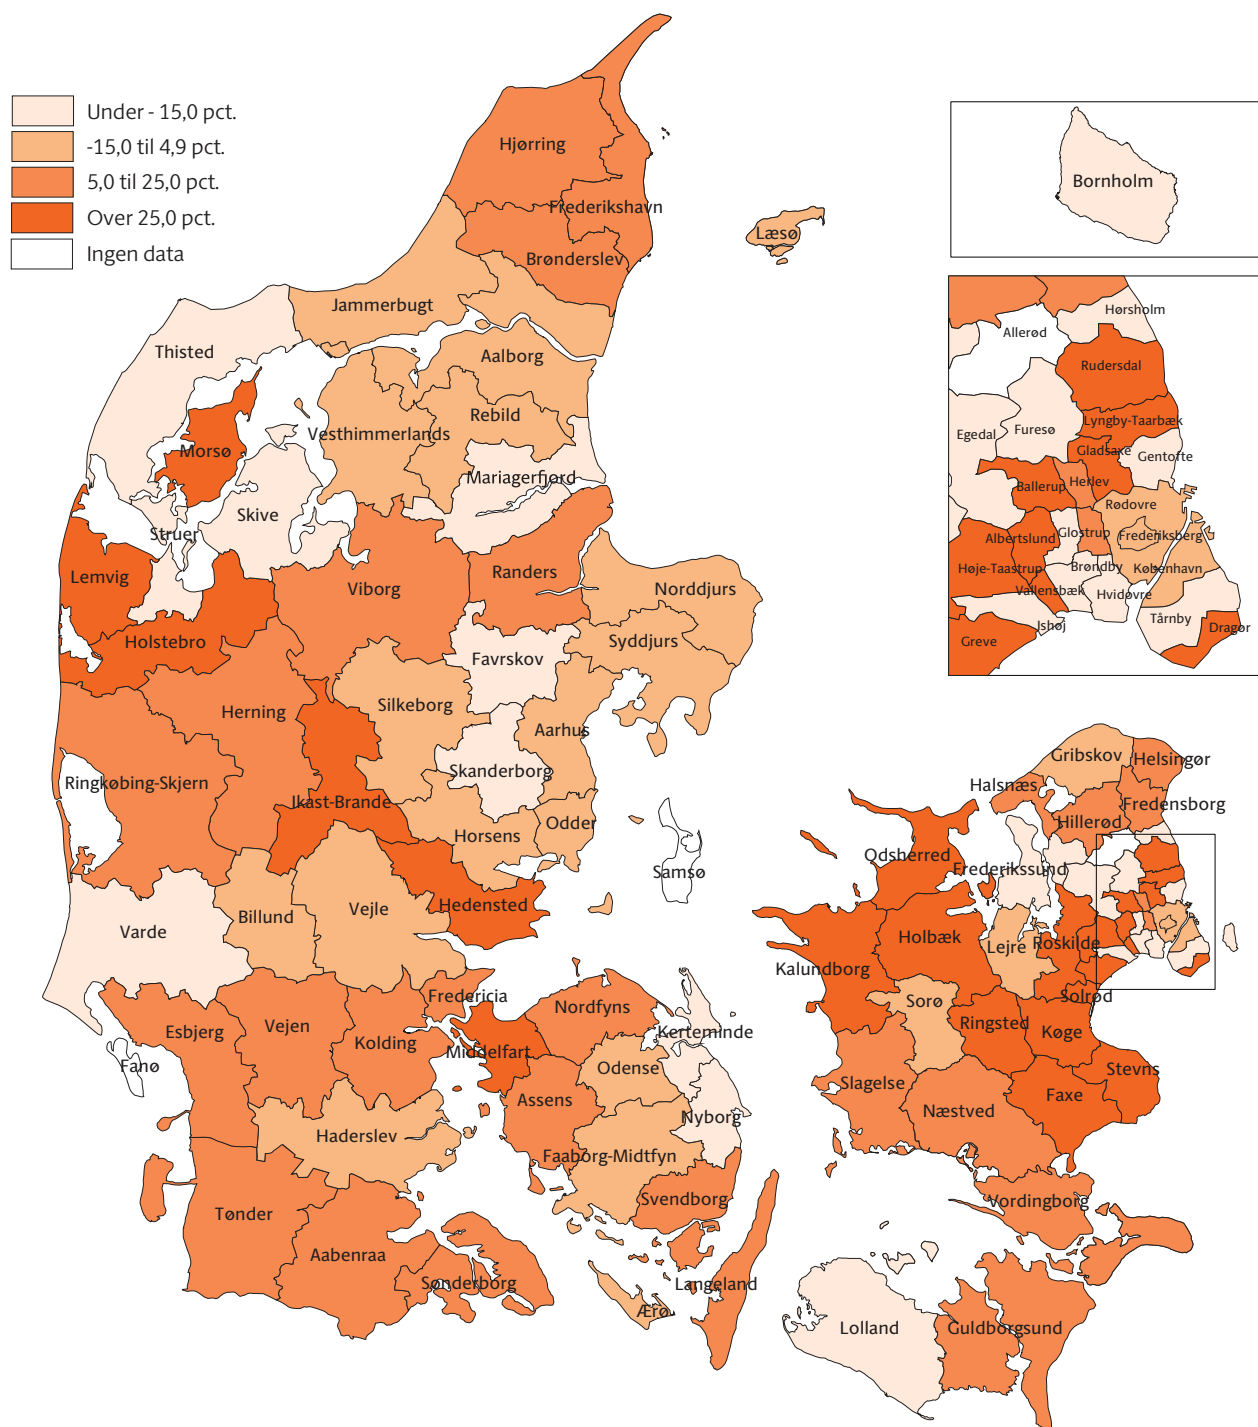 Under - 15,0 pct.
-15,0 til 4,9 pct.
5,0 til 25,0 pct.
Over 25,0 pct.
Ingen data
Hjørring
Frederikshavn
Brønderslev
Læsø
Jammerbugt
Thisted
Aalborg
Rebild
Vesthimmerlands
Morsø
Mariagerfjord
Skive
Struer
Lemvig
Viborg
Randers
Norddjurs
Holstebro
Syddjurs
Favrskov
Silkeborg
Herning
Aarhus
Skanderborg
Ringkøbing-Skjern
Ikast-Brande
Horsens
Odder
Samsø
Hedensted
Billund
Vejle
Varde
Fredericia
Nordfyns
Esbjerg
Vejen
Kolding
Kerteminde
Middelfart
Fanø
Odense
Assens
Nyborg
Haderslev
Faaborg-Midtfyn
Svendborg
Tønder
Aabenraa
Sønderborg
Langeland
Ærø
Bornholm
Hørsholm
Allerød
Rudersdal
Lyngby-Taarbæk
Furesø
Egedal
Gladsaxe
Gentofte
Ballerup
Herlev
Rødovre
Glostrup
Frederiksberg
Albertslund
Brøndby
København
Høje-Taastrup
Vallensbæk
Hvidovre
Tårnby
Ishøj
Dragør
Greve
Gribskov
Helsingør
Halsnæs
Fredensborg
Hillerød
Odsherred
Frederikssund
Holbæk
Lejre
Roskilde
Kalundborg
Solrød
Sorø
Ringsted
Køge
Stevns
Slagelse
Faxe
Næstved
Vordingborg
Lolland
Guldborgsund